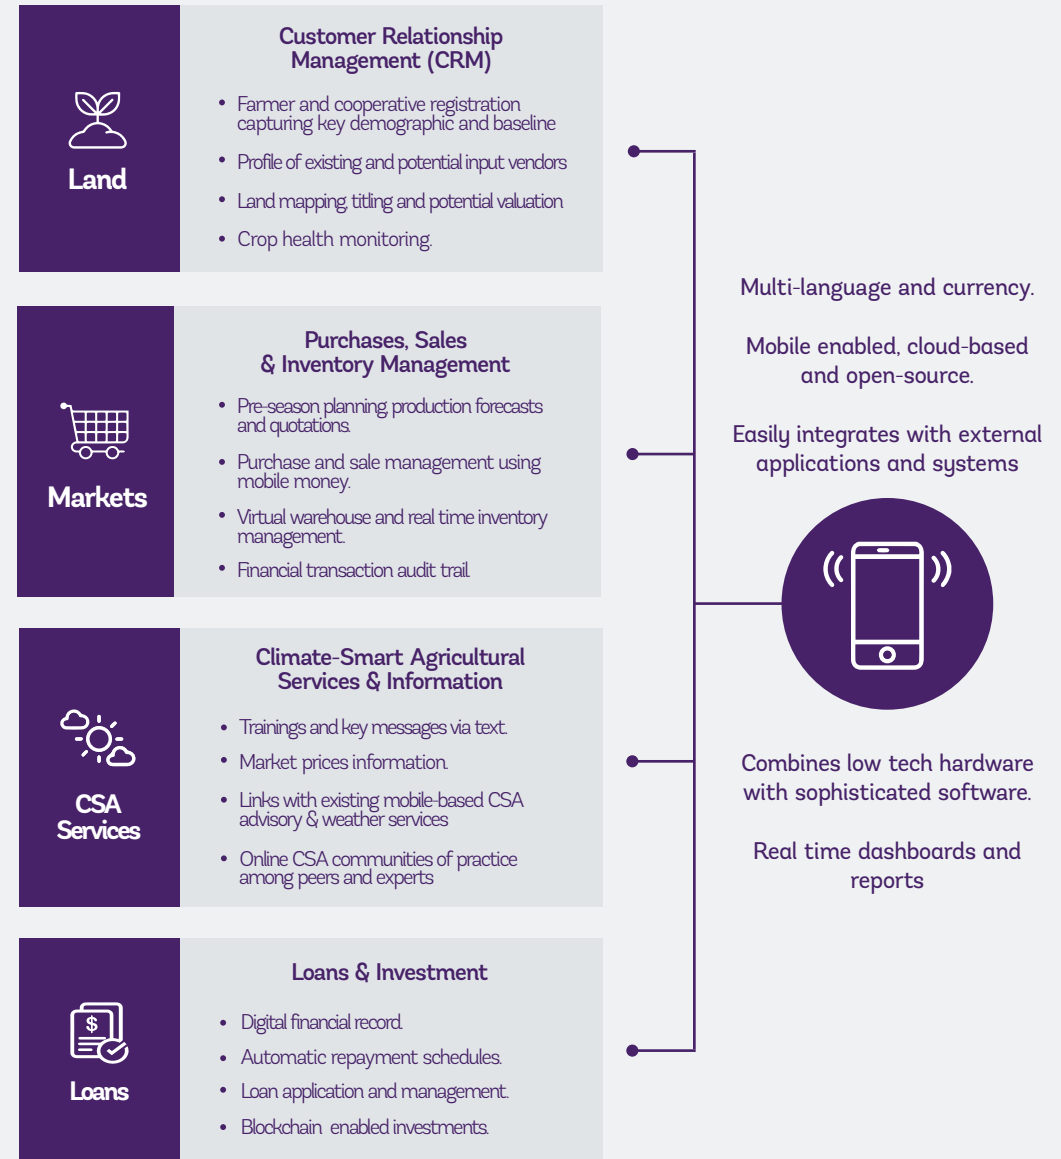 Land
Customer Relationship
Management (CRM)
• Farmer and cooperative registration
capturing key demographic and baseline
• Profile of existing and potential input vendors
• Land mapping, titling and potential valuation
• Crop health monitoring.
Markets
Purchases, Sales
& Inventory Management
• Pre-season planning, production forecasts
and quotations.
• Purchase and sale management using
mobile money.
• Virtual warehouse and real time inventory
management.
• Financial transaction audit trail.
CSA
Services
Climate-Smart Agricultural
Services & Information
• Trainings and key messages via text.
• Market prices information.
• Links with existing mobile-based CSA
advisory & weather services
• Online CSA communities of practice
among peers and experts
$
Loans
Loans & Investment
• Digital financial record.
• Automatic repayment schedules.
• Loan application and management.
• Blockchain enabled investments.
Multi-language and currency.
Mobile enabled, cloud-based
and open-source.
Easily integrates with external
applications and systems
Combines low tech hardware
with sophisticated software.
Real time dashboards and
reports